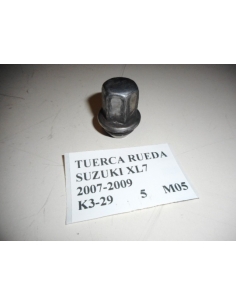 TUERCA RUEDA
SUZUKI XL7
2007-2009
K3-29 5 M05